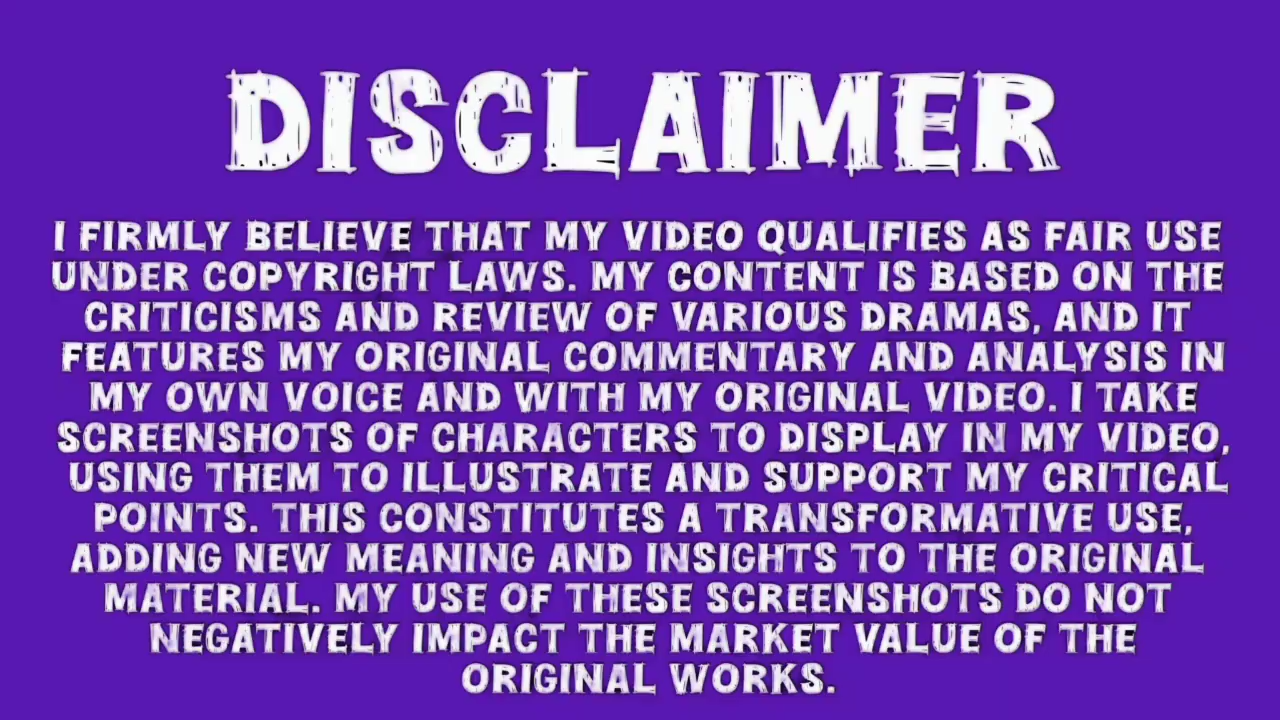 DISCLAIMER
I FIRMLY BELIEVE THAT MY VIDEO QUALIFIES AS FAIR USE
UNDER COPYRIGHT LAWS. MY CONTENT IS BASED ON THE
CRITICISMS AND REVIEW OF VARIOUS DRAMAS, AND IT
FEATURES MY ORIGINAL COMMENTARY AND ANALYSIS IN
MY OWN VOICE AND WITH MY ORIGINAL VIDEO. I TAKE
SCREENSHOTS OF CHARACTERS TO DISPLAY IN MY VIDEO,
USING THEM TO ILLUSTRATE AND SUPPORT MY CRITICAL
POINTS. THIS CONSTITUTES A TRANSFORMATIVE USE,
ADDING NEW MEANING AND INSIGHTS TO THE ORIGINAL
MATERIAL. MY USE OF THESE SCREENSHOTS DO NOT
NEGATIVELY IMPACT THE MARKET VALUE OF THE
ORIGINAL WORKS.